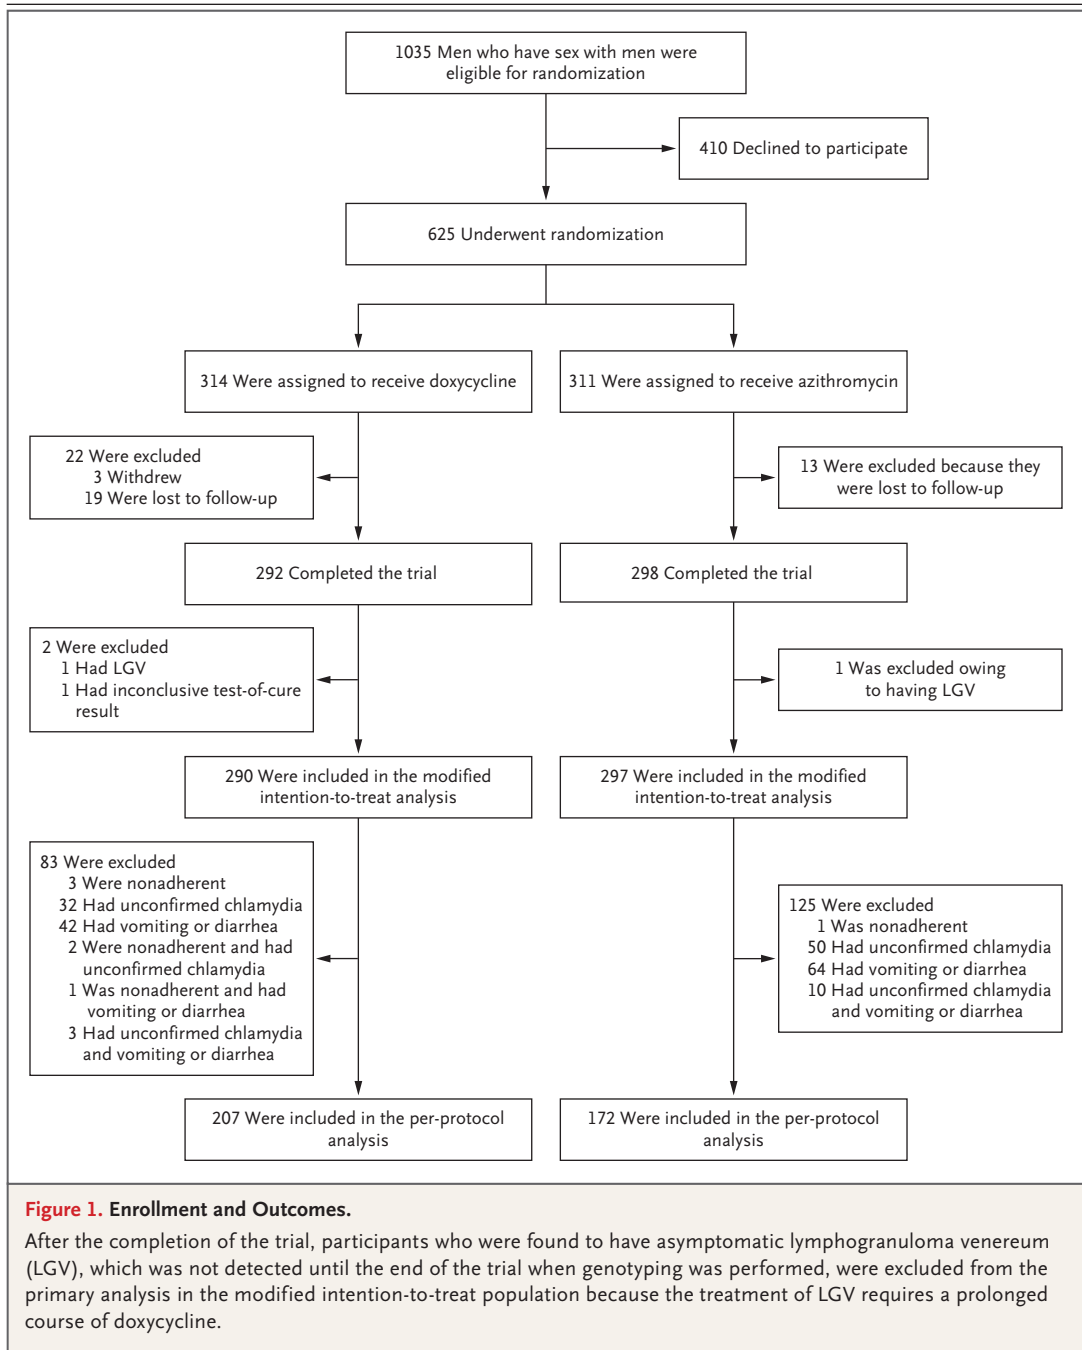 1035 Men who have sex with men were
eligible for randomization
410 Declined to participate
625 Underwent randomization
314 Were assigned to receive doxycycline
311 Were assigned to receive azithromycin
22 Were excluded
3 Withdrew
19 Were lost to follow-up
13 Were excluded because they
were lost to follow-up
292 Completed the trial
298 Completed the trial
2 Were excluded
1 Had LGV
1 Had inconclusive test-of-cure
result
1 Was excluded owing
to having LGV
290 Were included in the modified
intention-to-treat analysis
297 Were included in the modified
intention-to-treat analysis
83 Were excluded
3 Were nonadherent
32 Had unconfirmed chlamydia
42 Had vomiting or diarrhea
2 Were nonadherent and had
unconfirmed chlamydia
1 Was nonadherent and had
vomiting or diarrhea
3 Had unconfirmed chlamydia
and vomiting or diarrhea
125 Were excluded
1 Was nonadherent
50 Had unconfirmed chlamydia
64 Had vomiting or diarrhea
10 Had unconfirmed chlamydia
and vomiting or diarrhea
207 Were included in the per-protocol
analysis
172 Were included in the per-protocol
analysis
Figure 1. Enrollment and Outcomes.
After the completion of the trial, participants who were found to have asymptomatic lymphogranuloma venereum
(LGV), which was not detected until the end of the trial when genotyping was performed, were excluded from the
primary analysis in the modified intention-to-treat population because the treatment of LGV requires a prolonged
course of doxycycline.